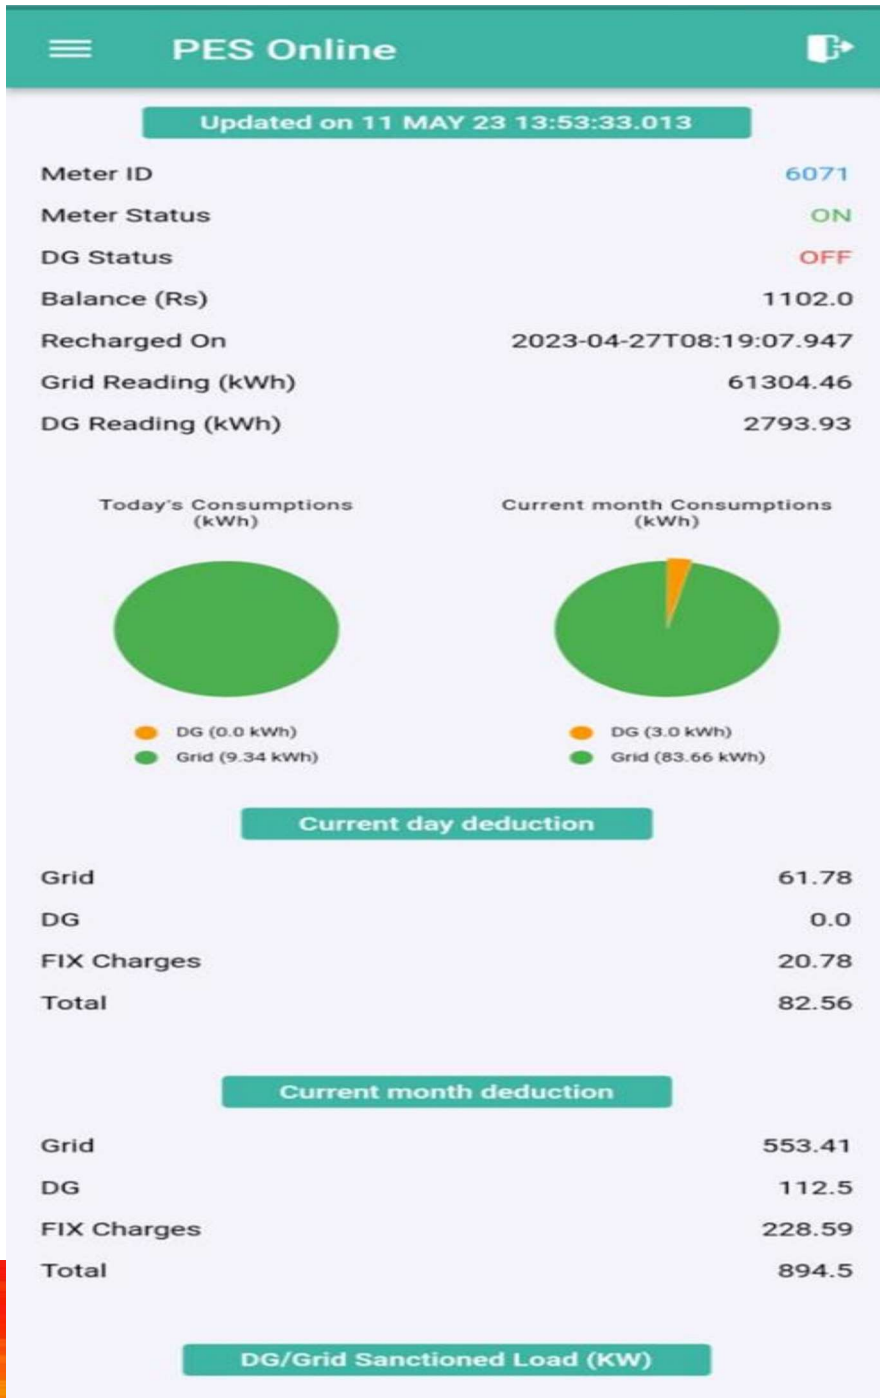 PES Online
Updated on 11 MAY 23 13:53:33.013
Meter ID 6071
Meter Status ON
DG Status OFF
Balance (Rs) 1102.0
Recharged On 2023-04-27T08:19:07.947
Grid Reading (kWh) 61304.46
DG Reading (kWh) 2793.93
Today's Consumptions
(kWh)
DG (0.0 kWh)
Grid (9.34 kWh)
Current month Consumptions
(kWh)
DG (3.0 kWh)
Grid (83.66 kWh)
Current day deduction
Grid 61.78
DG 0.0
FIX Charges 20.78
Total 82.56
Current month deduction
Grid 553.41
DG 112.5
FIX Charges 228.59
Total 894.5
DG/Grid Sanctioned Load (KW)